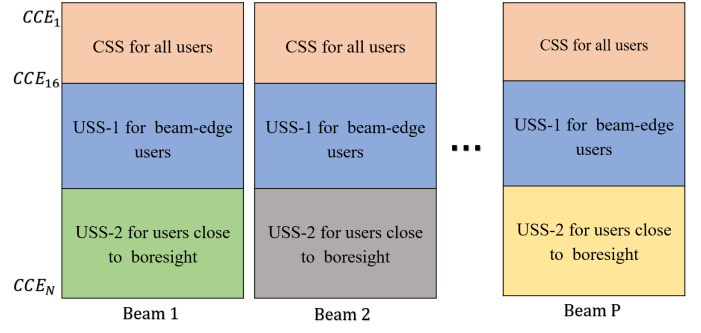 CCE₁
CSS for all users
CSS for all users
CSS for all users
CCE₁₆
USS-1 for beam-edge
users
USS-1 for beam-edge
users
USS-1 for beam-edge
users
...
USS-2 for users close
to boresight
USS-2 for users close
to boresight
USS-2 for users close
to boresight
CCE_N
Beam 1
Beam 2
Beam P